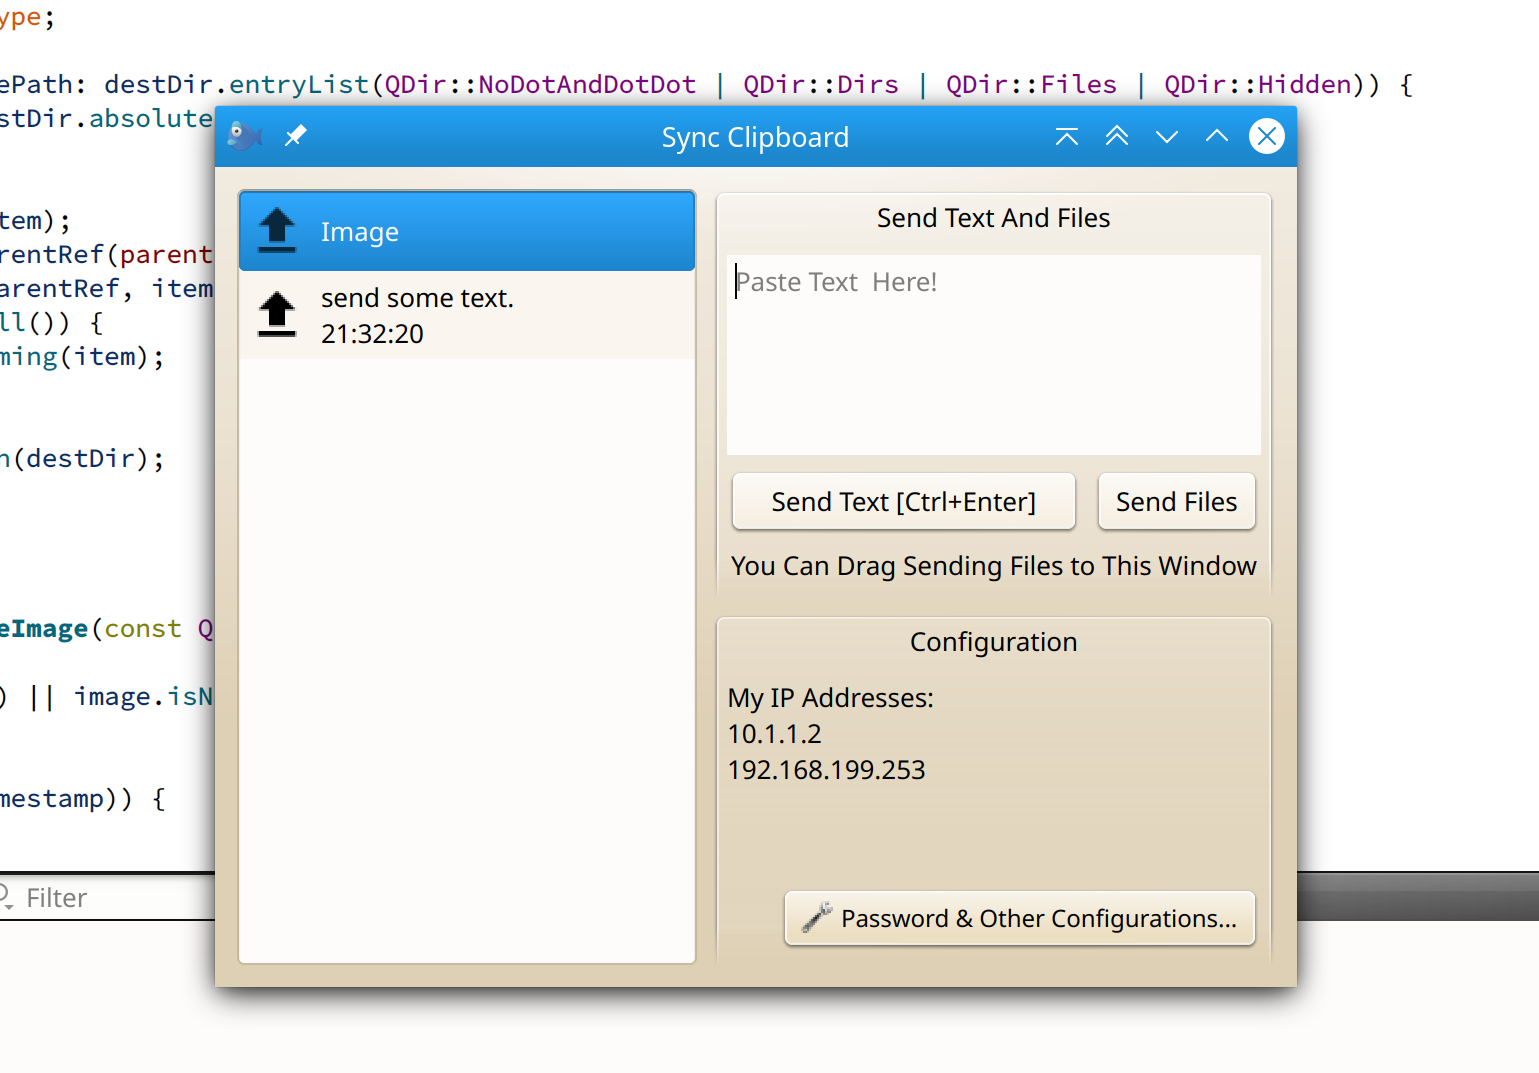 ype;
ePath: destDir.entryList(QDir::NoDotAndDotDot | QDir::Dirs | QDir::Files | QDir::Hidden)) {
stDir.absolute
tem);
rentRef(parent
arentRef, item
ll()) {
ming(item);
n(destDir);
eImage(const Q
) || image.isN
mestamp)) {
Filter
Sync Clipboard
Image
send some text.
21:32:20
Send Text And Files
Paste Text  Here!
Send Text [Ctrl+Enter]
Send Files
You Can Drag Sending Files to This Window
Configuration
My IP Addresses:
10.1.1.2
192.168.199.253
Password & Other Configurations...